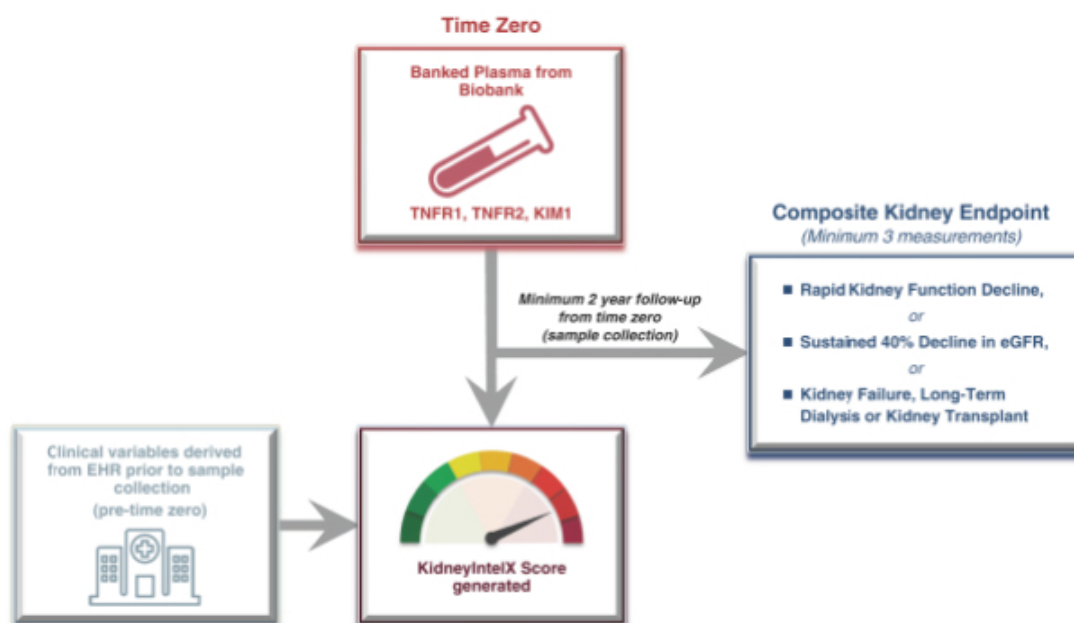 Time Zero
Banked Plasma from
Biobank
TNFR1, TNFR2, KIM1
Composite Kidney Endpoint
(Minimum 3 measurements)
Minimum 2 year follow-up
from time zero
(sample collection)
■ Rapid Kidney Function Decline,
or
■ Sustained 40% Decline in eGFR,
or
■ Kidney Failure, Long-Term
Dialysis or Kidney Transplant
Clinical variables derived
from EHR prior to sample
collection
(pre-time zero)
KidneyIntelX Score
generated